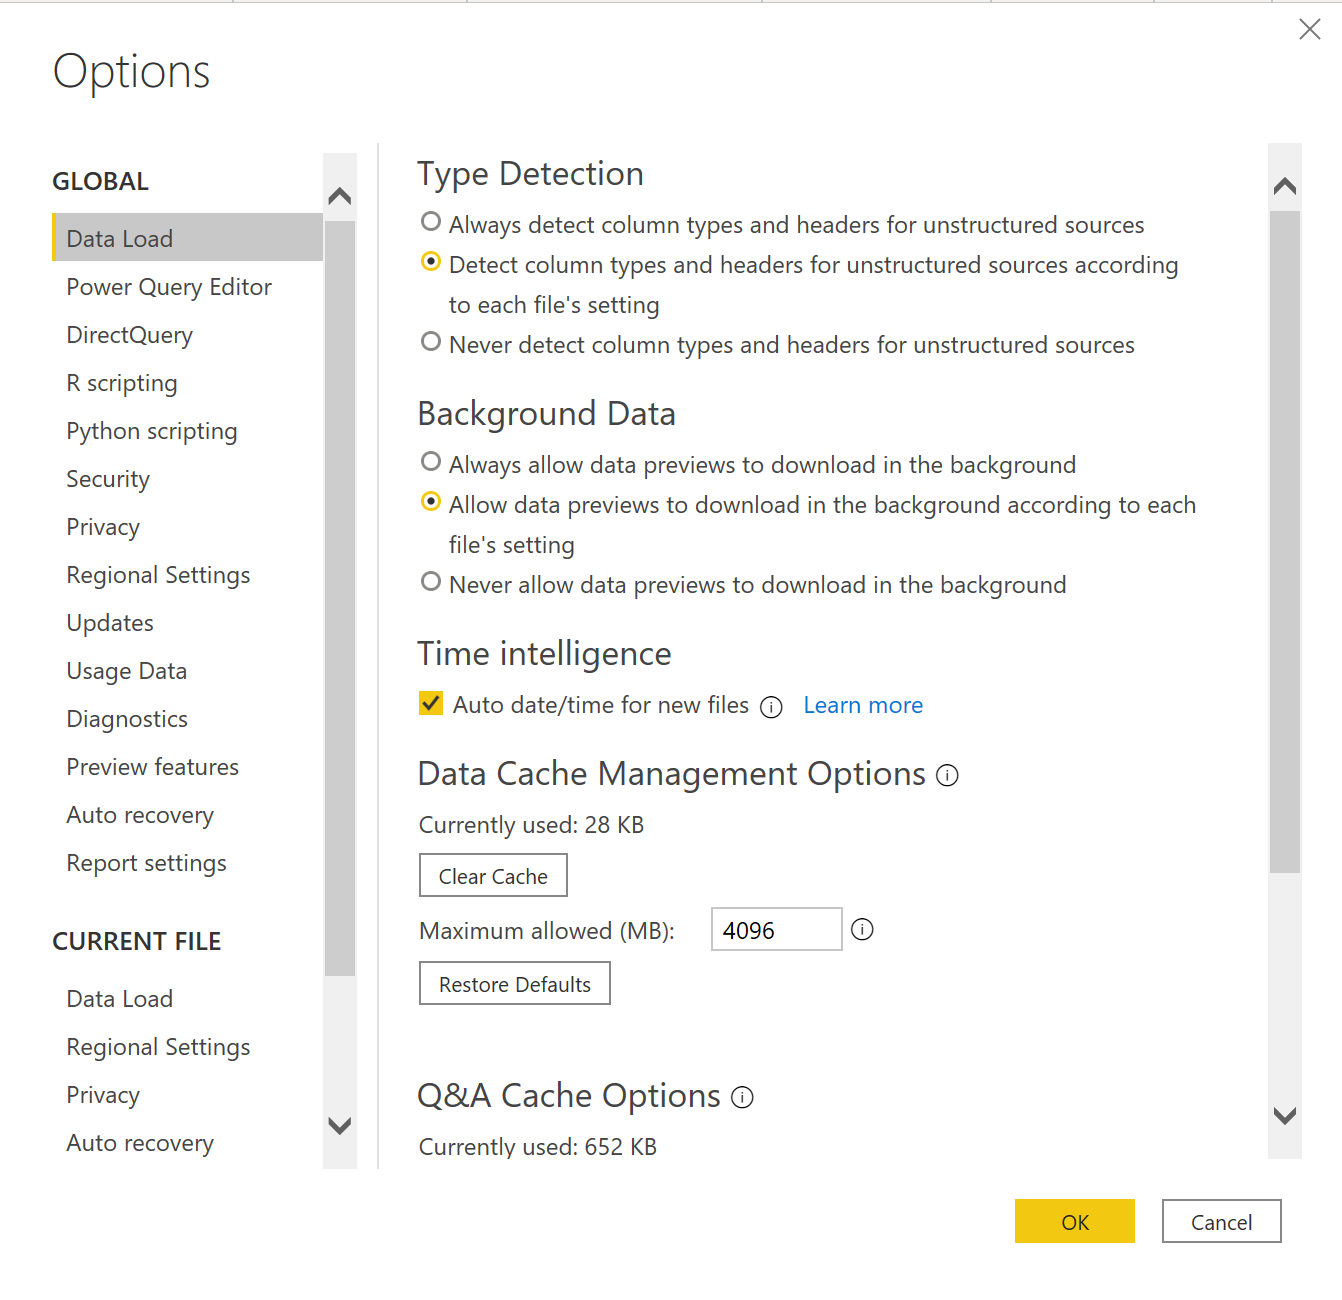 Options
GLOBAL
Data Load
Power Query Editor
DirectQuery
R scripting
Python scripting
Security
Privacy
Regional Settings
Updates
Usage Data
Diagnostics
Preview features
Auto recovery
Report settings
CURRENT FILE
Data Load
Regional Settings
Privacy
Auto recovery
Type Detection
Always detect column types and headers for unstructured sources
Detect column types and headers for unstructured sources according
to each file's setting
Never detect column types and headers for unstructured sources
Background Data
Always allow data previews to download in the background
Allow data previews to download in the background according to each
file's setting
Never allow data previews to download in the background
Time intelligence
Auto date/time for new files Learn more
Data Cache Management Options
Currently used: 28 KB
Clear Cache
Maximum allowed (MB): 4096
Restore Defaults
Q&A Cache Options
Currently used: 652 KB
OK Cancel